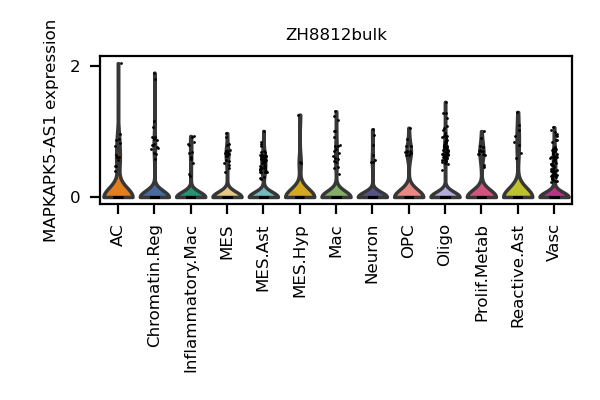 ZH8812bulk
MAPKAPK5-AS1 expression
2
0
AC
Chromatin.Reg
Inflammatory.Mac
MES
MES.Ast
MES.Hyp
Mac
Neuron
OPC
Oligo
Prolif.Metab
Reactive.Ast
Vasc